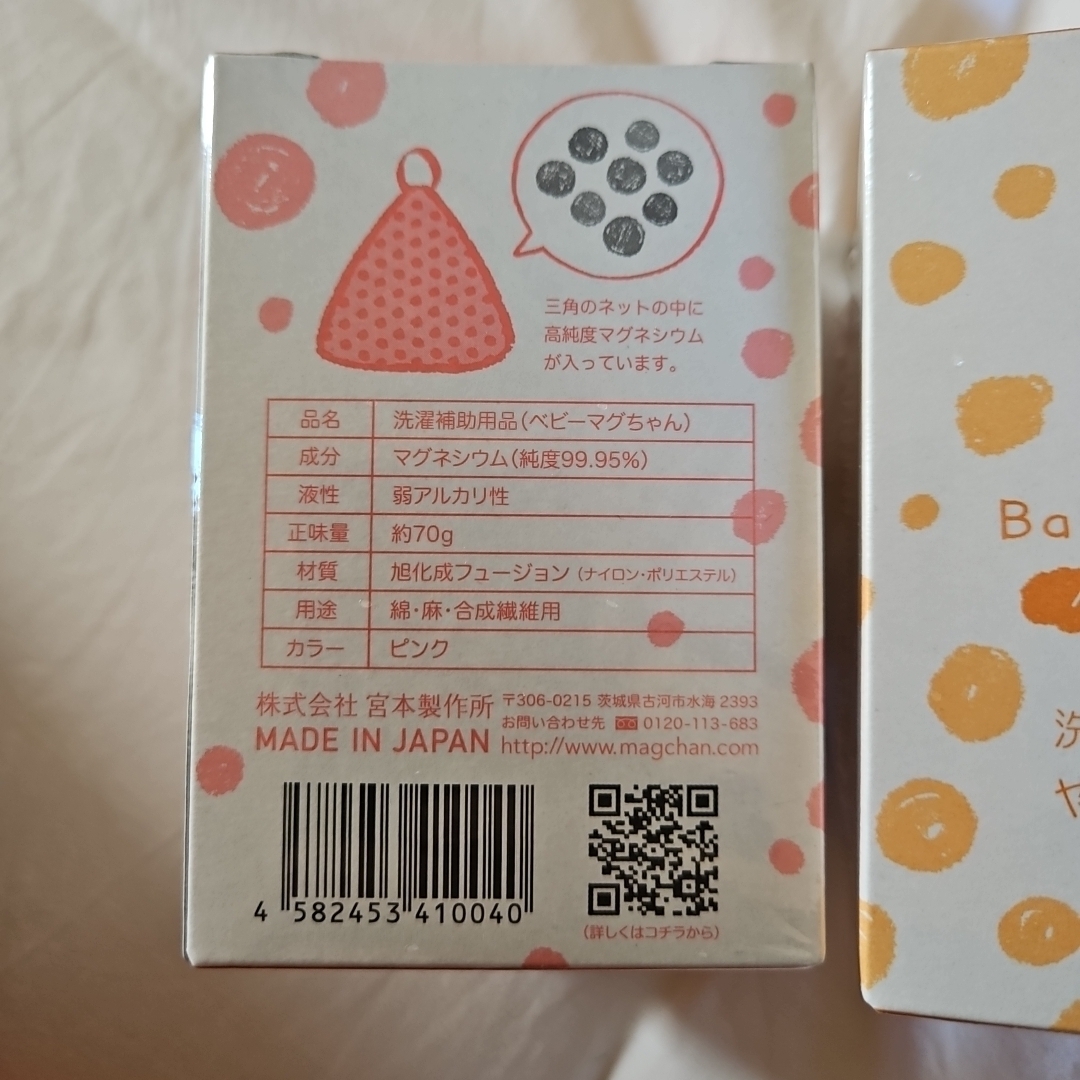 三角のネットの中に
高純度マグネシウム
が入っています。
品名 洗濯補助用品(ベビーマグちゃん)
成分 マグネシウム(純度99.95%)
液性 弱アルカリ性
正味量 約70g
材質 旭化成フュージョン (ナイロン・ポリエステル)
用途 綿・麻・合成繊維用
カラー ピンク
株式会社 宮本製作所
〒306-0215 茨城県古河市水海 2393
お問い合わせ先 0120-113-683
MADE IN JAPAN http://www.magchan.com
4 582453 410040
(詳しくはコチラから)
Ba
洗